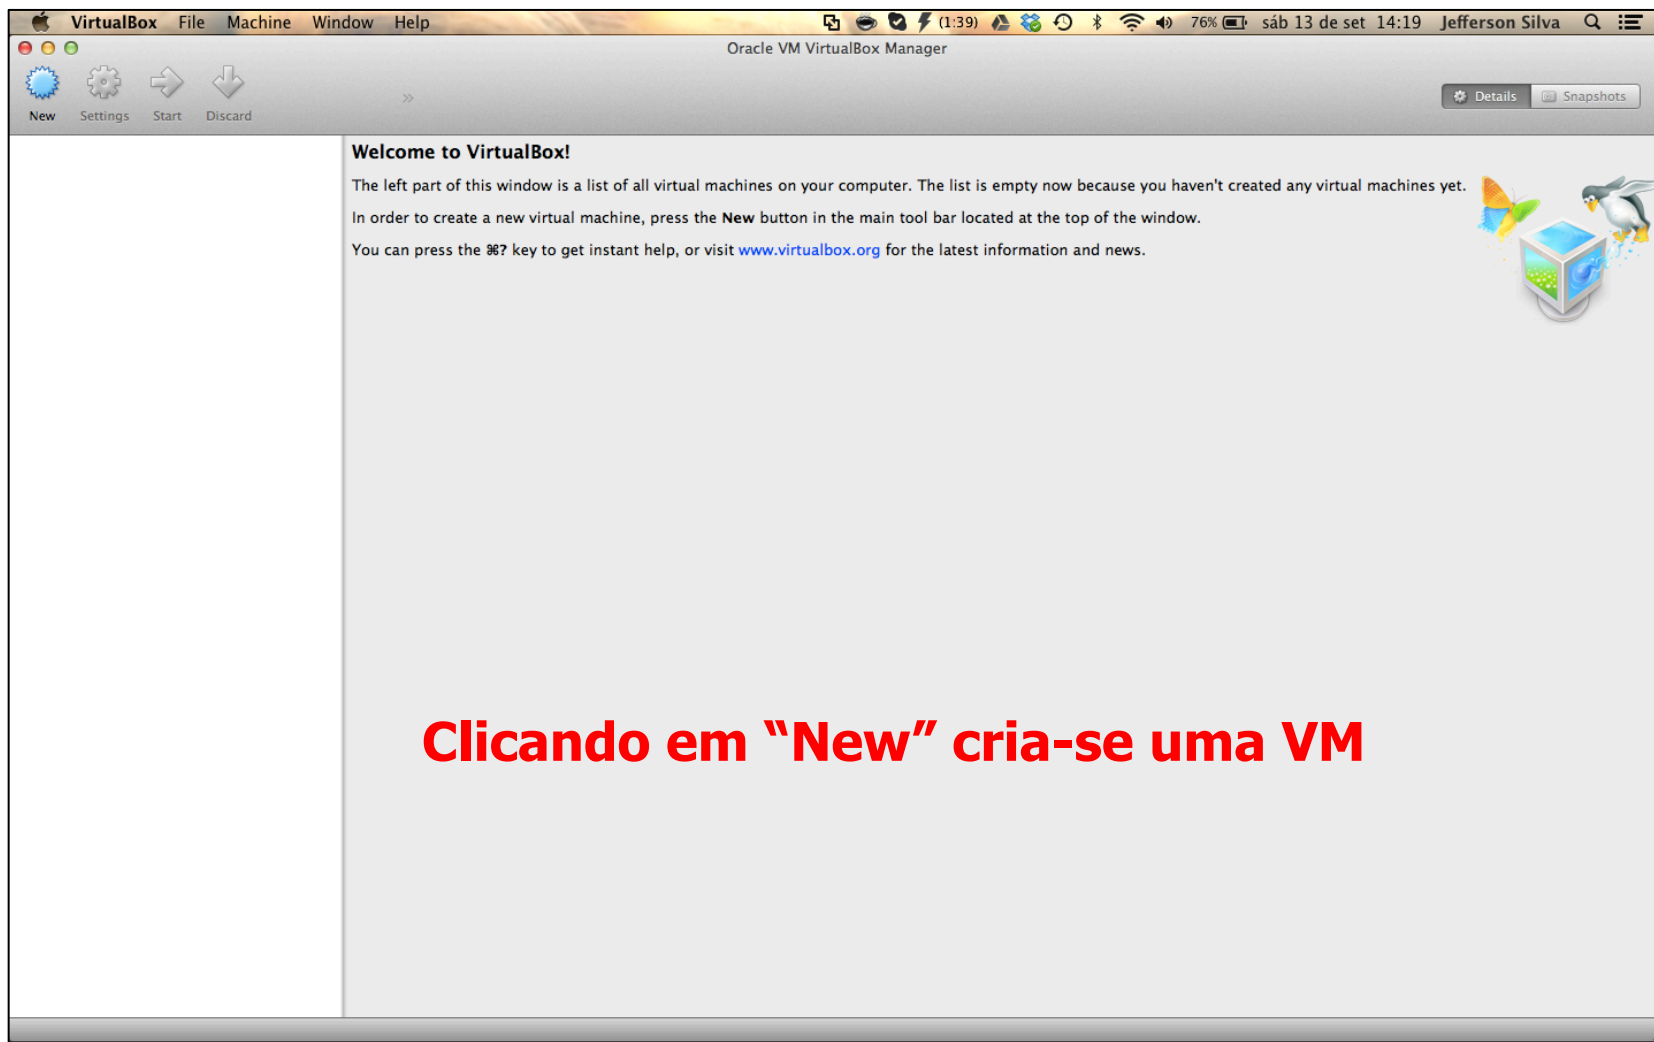 VirtualBox File Machine Window Help (1:39) 76% sáb 13 de set 14:19 Jefferson Silva
Oracle VM VirtualBox Manager
New Settings Start Discard » Details Snapshots
Welcome to VirtualBox!
The left part of this window is a list of all virtual machines on your computer. The list is empty now because you haven't created any virtual machines yet.
In order to create a new virtual machine, press the New button in the main tool bar located at the top of the window.
You can press the ⌘? key to get instant help, or visit www.virtualbox.org for the latest information and news.
Clicando em “New” cria-se uma VM